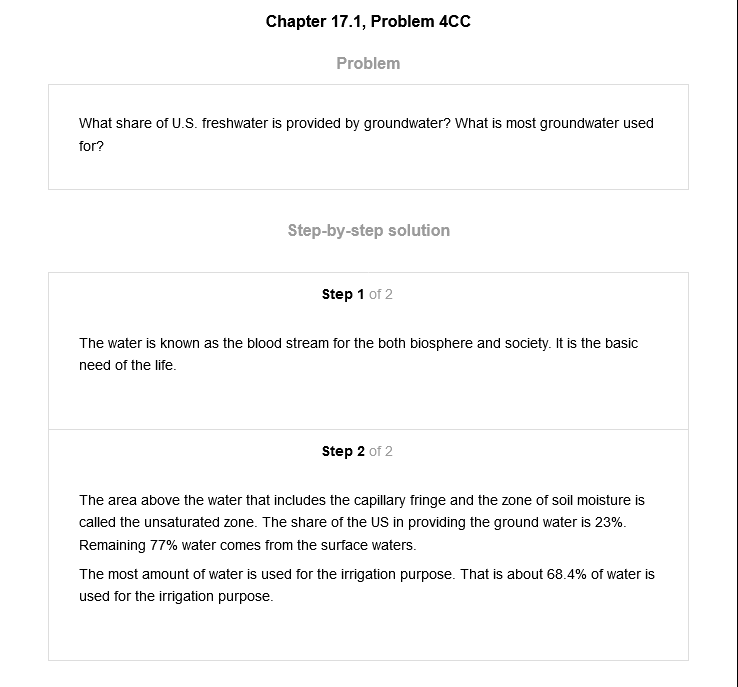 Chapter 17.1, Problem 4CC
Problem
What share of U.S. freshwater is provided by groundwater? What is most groundwater used
for?
Step-by-step solution
Step 1 of 2
The water is known as the blood stream for the both biosphere and society. It is the basic
need of the life.
Step 2 of 2
The area above the water that includes the capillary fringe and the zone of soil moisture is
called the unsaturated zone. The share of the US in providing the ground water is 23%.
Remaining 77% water comes from the surface waters.
The most amount of water is used for the irrigation purpose. That is about 68.4% of water is
used for the irrigation purpose.